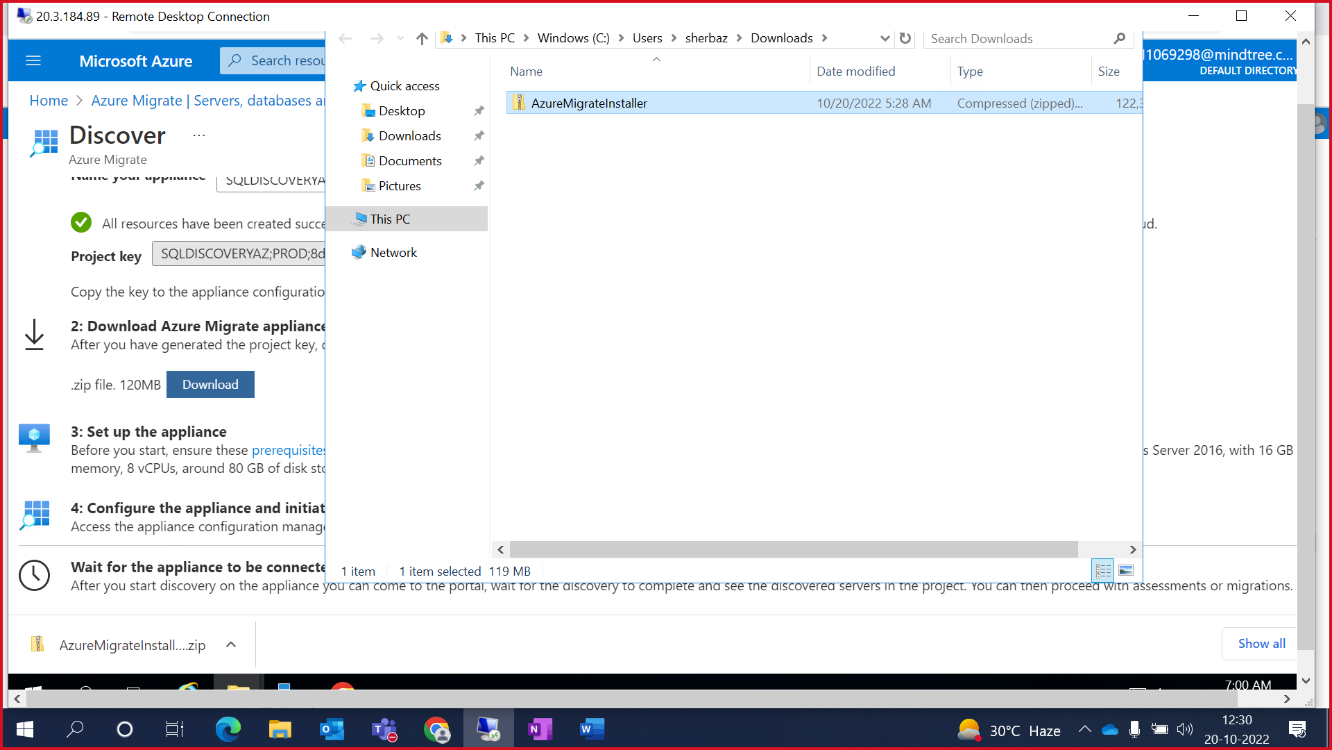 20.3.184.89 - Remote Desktop Connection
This PC > Windows (C:) > Users > sherbaz > Downloads >
Search Downloads
Microsoft Azure
Search resou
11069298@mindtree.c...
DEFAULT DIRECTORY
Home > Azure Migrate | Servers, databases an
Discover ...
Azure Migrate
Name your appliance
SQLDISCOVERYA
All resources have been created succe
ud.
Project key
SQLDISCOVERYAZ;PROD;8d
Copy the key to the appliance configuratio
2: Download Azure Migrate appliance
After you have generated the project key, c
.zip file. 120MB
Download
3: Set up the appliance
Before you start, ensure these prerequisites
s Server 2016, with 16 GB
memory, 8 vCPUs, around 80 GB of disk sto
4: Configure the appliance and initiat
Access the appliance configuration manag
Wait for the appliance to be connecte
After you start discovery on the appliance you can come to the portal, wait for the discovery to complete and see the discovered servers in the project. You can then proceed with assessments or migrations.
Quick access
Desktop
Downloads
Documents
Pictures
This PC
Network
Name
Date modified
Type
Size
AzureMigrateInstaller
10/20/2022 5:28 AM
Compressed (zipped)...
122,3
1 item
1 item selected 119 MB
AzureMigrateInstall....zip
Show all
7:00 AM
30°C Haze
12:30
20-10-2022